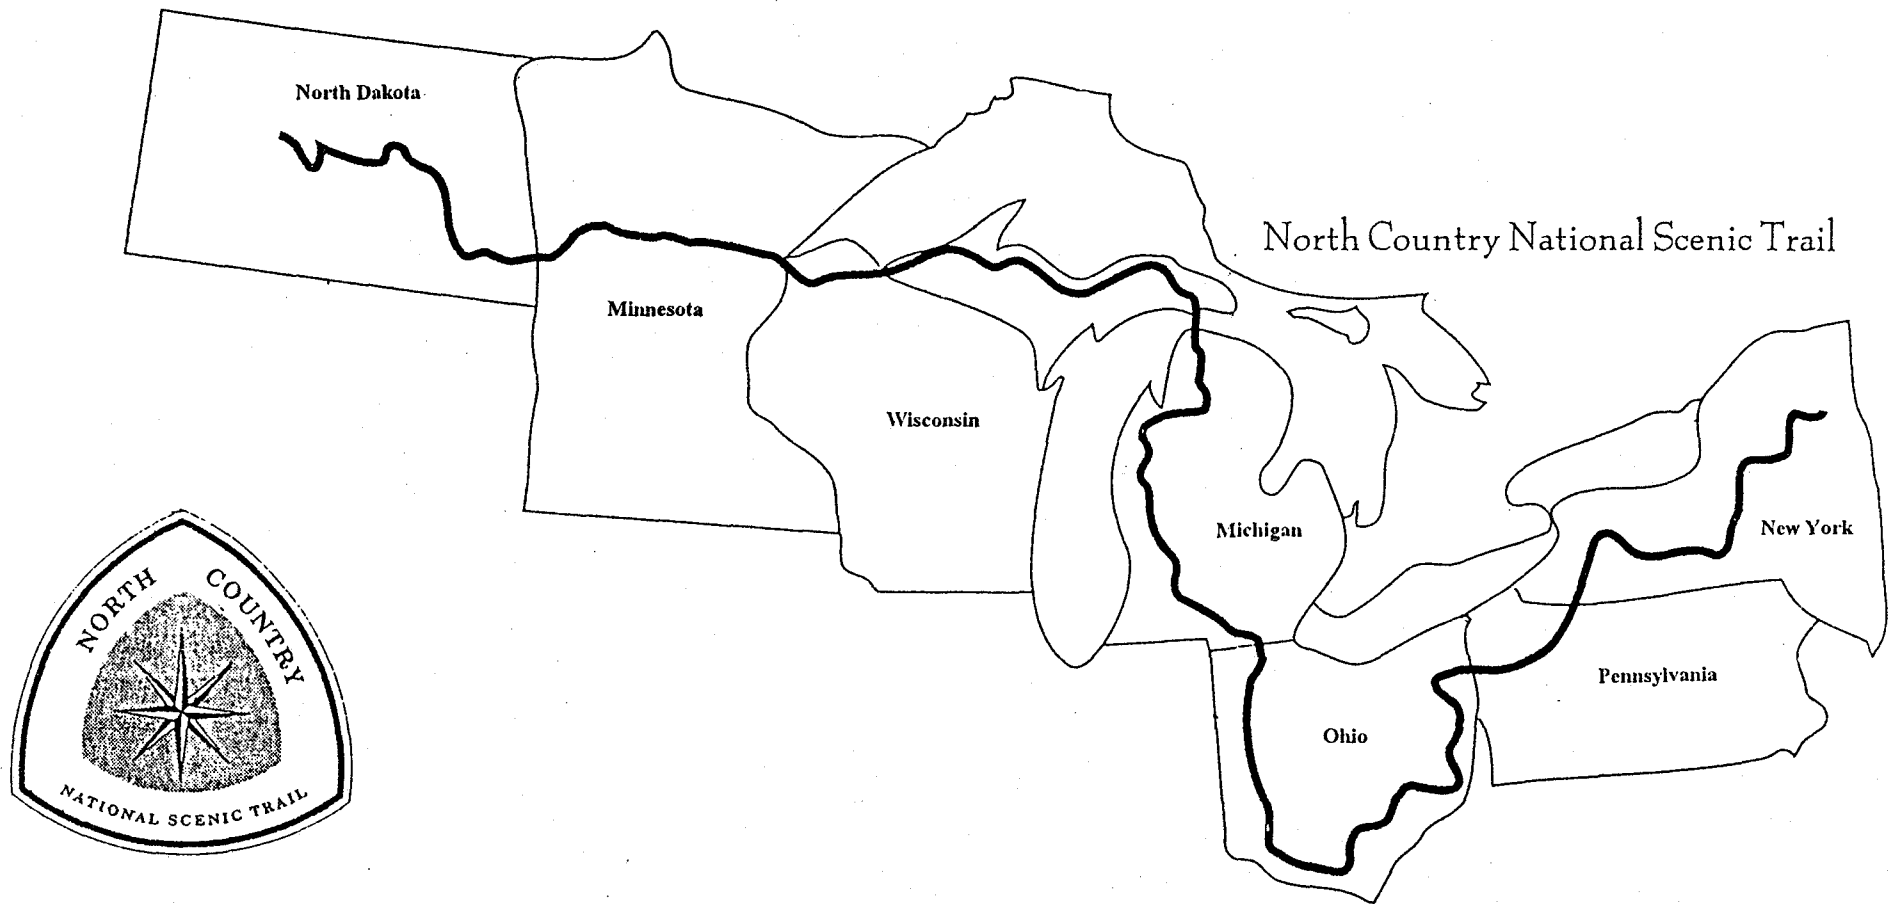 North Dakota
North Country National Scenic Trail
Minnesota
Wisconsin
Michigan
New York
Pennsylvania
Ohio
NORTH COUNTRY
NATIONAL SCENIC TRAIL